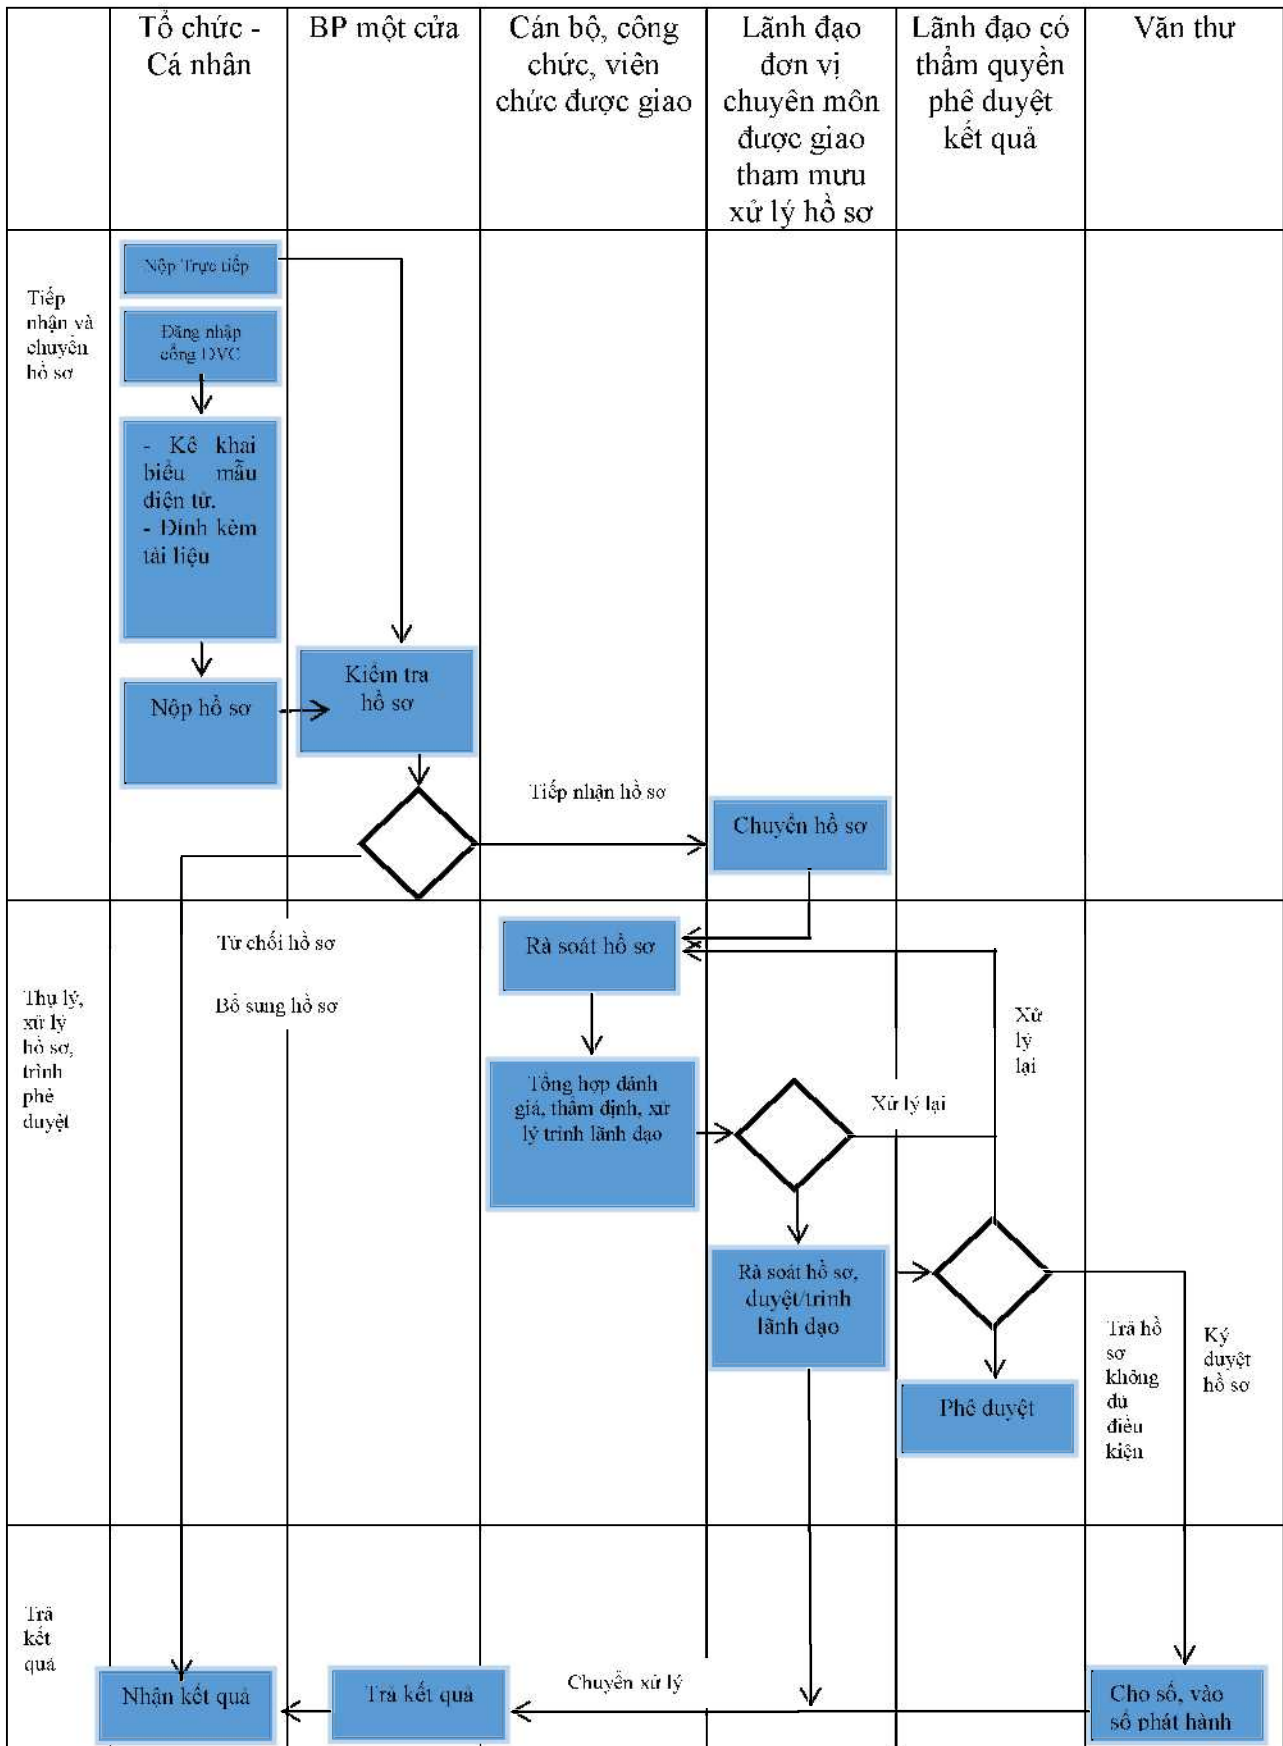 Tổ chức -
Cá nhân
BP một cửa
Cán bộ, công
chức, viên
chức được giao
Lãnh đạo
đơn vị
chuyên môn
được giao
tham mưu
xử lý hồ sơ
Lãnh đạo có
thẩm quyền
phê duyệt
kết quả
Văn thư
Tiếp
nhận và
chuyển
hồ sơ
Nộp Trực tiếp
Đăng nhập
cổng DVC
- Kê khai
biểu mẫu
điện tử.
- Đính kèm
tài liệu
Nộp hồ sơ
Kiểm tra
hồ sơ
Tiếp nhận hồ sơ
Chuyển hồ sơ
Thụ lý,
xử lý
hồ sơ,
trình
phê
duyệt
Từ chối hồ sơ
Bổ sung hồ sơ
Rà soát hồ sơ
Tổng hợp đánh
giá, thẩm định, xử
lý trình lãnh đạo
Xử lý lại
Xử
lý
lại
Rà soát hồ sơ,
duyệt/trình
lãnh đạo
Phê duyệt
Trả hồ
sơ
không
đủ
điều
kiện
Ký
duyệt
hồ sơ
Trả
kết
quả
Nhận kết quả
Trả kết quả
Chuyển xử lý
Cho số, vào
sổ phát hành